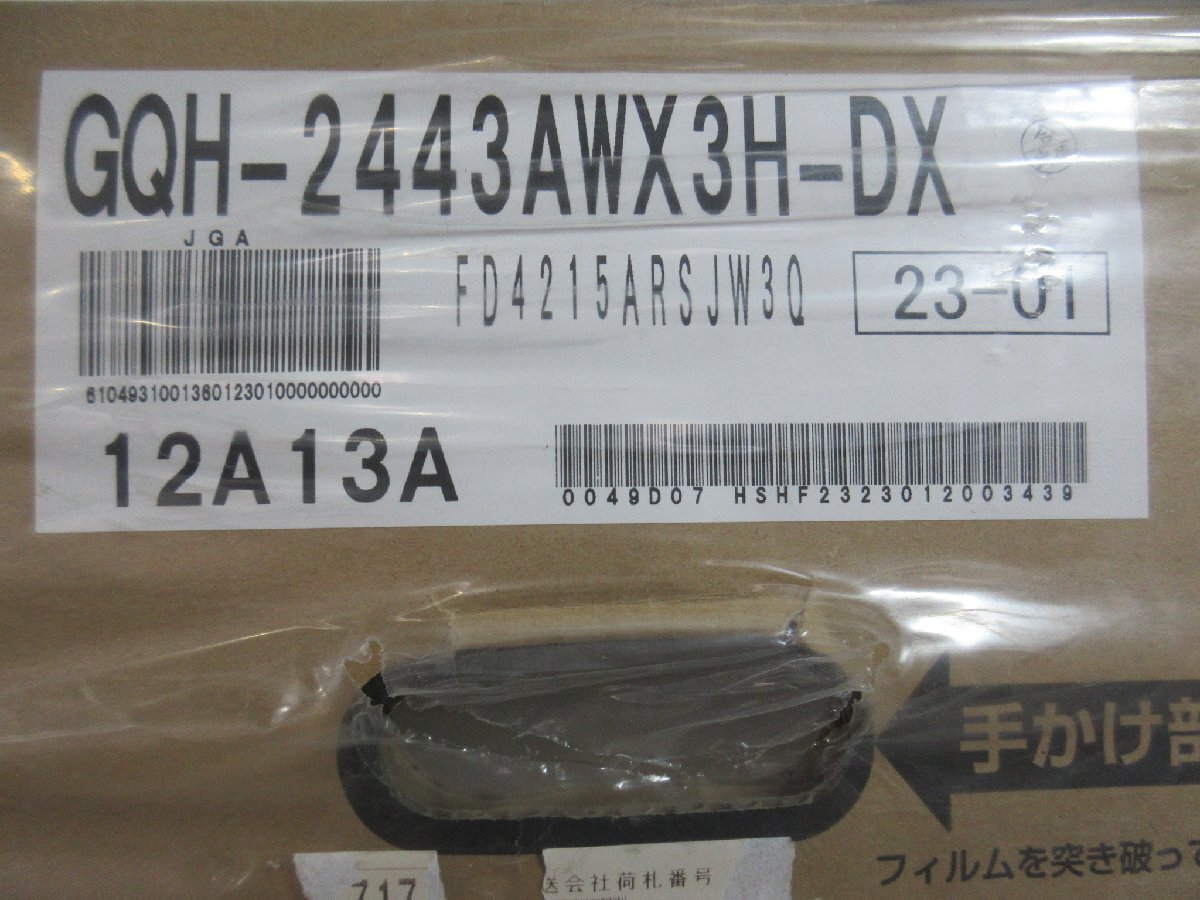 GQH-2443AWX3H-DX
JGA
FD4215ARSJW3Q
23-01
61049310013601230100000000000
12A13A
0049D07 HSHF2323012003439
手かけ部
フィルムを突き破って
717
送会社荷札番号